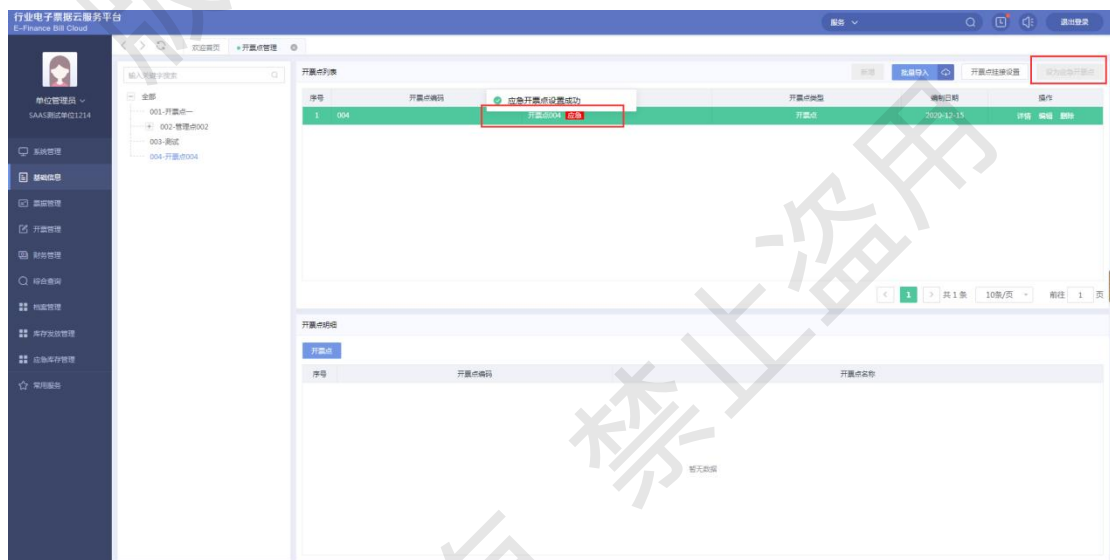 行业电子票据云服务平台
E-Finance Bill Cloud
服务
退出登录
欢迎首页
开票点管理
单位管理员
SAAS测试单位1214
系统管理
基础信息
票据管理
开票管理
财务管理
综合查询
档案管理
库存发放管理
应急库存管理
常用服务
输入关键字搜索
全部
001-开票点一
002-管理点002
003-测试
004-开票点004
开票点列表
新增
批量导入
开票点挂接设置
设为应急开票点
序号
开票点编码
应急开票点设置成功
开票点类型
编制日期
操作
1
004
开票点004 应急
开票点
2020-12-15
详情 编辑 删除
1
共 1 条
10条/页
前往 1 页
开票点明细
开票点
序号
开票点编码
开票点名称
暂无数据
禁止盗用